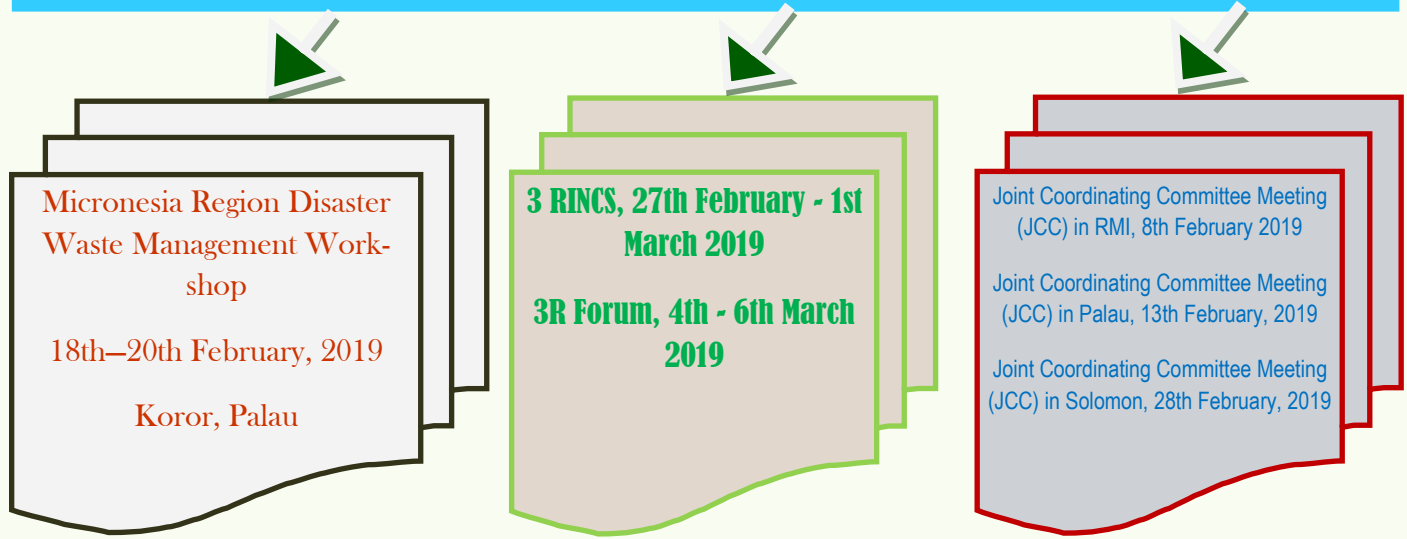 Micronesia Region Disaster
Waste Management Work-
shop
18th—20th February, 2019
Koror, Palau
3 RINCS, 27th February - 1st
March 2019
3R Forum, 4th - 6th March
2019
Joint Coordinating Committee Meeting
(JCC) in RMI, 8th February 2019
Joint Coordinating Committee Meeting
(JCC) in Palau, 13th February, 2019
Joint Coordinating Committee Meeting
(JCC) in Solomon, 28th February, 2019